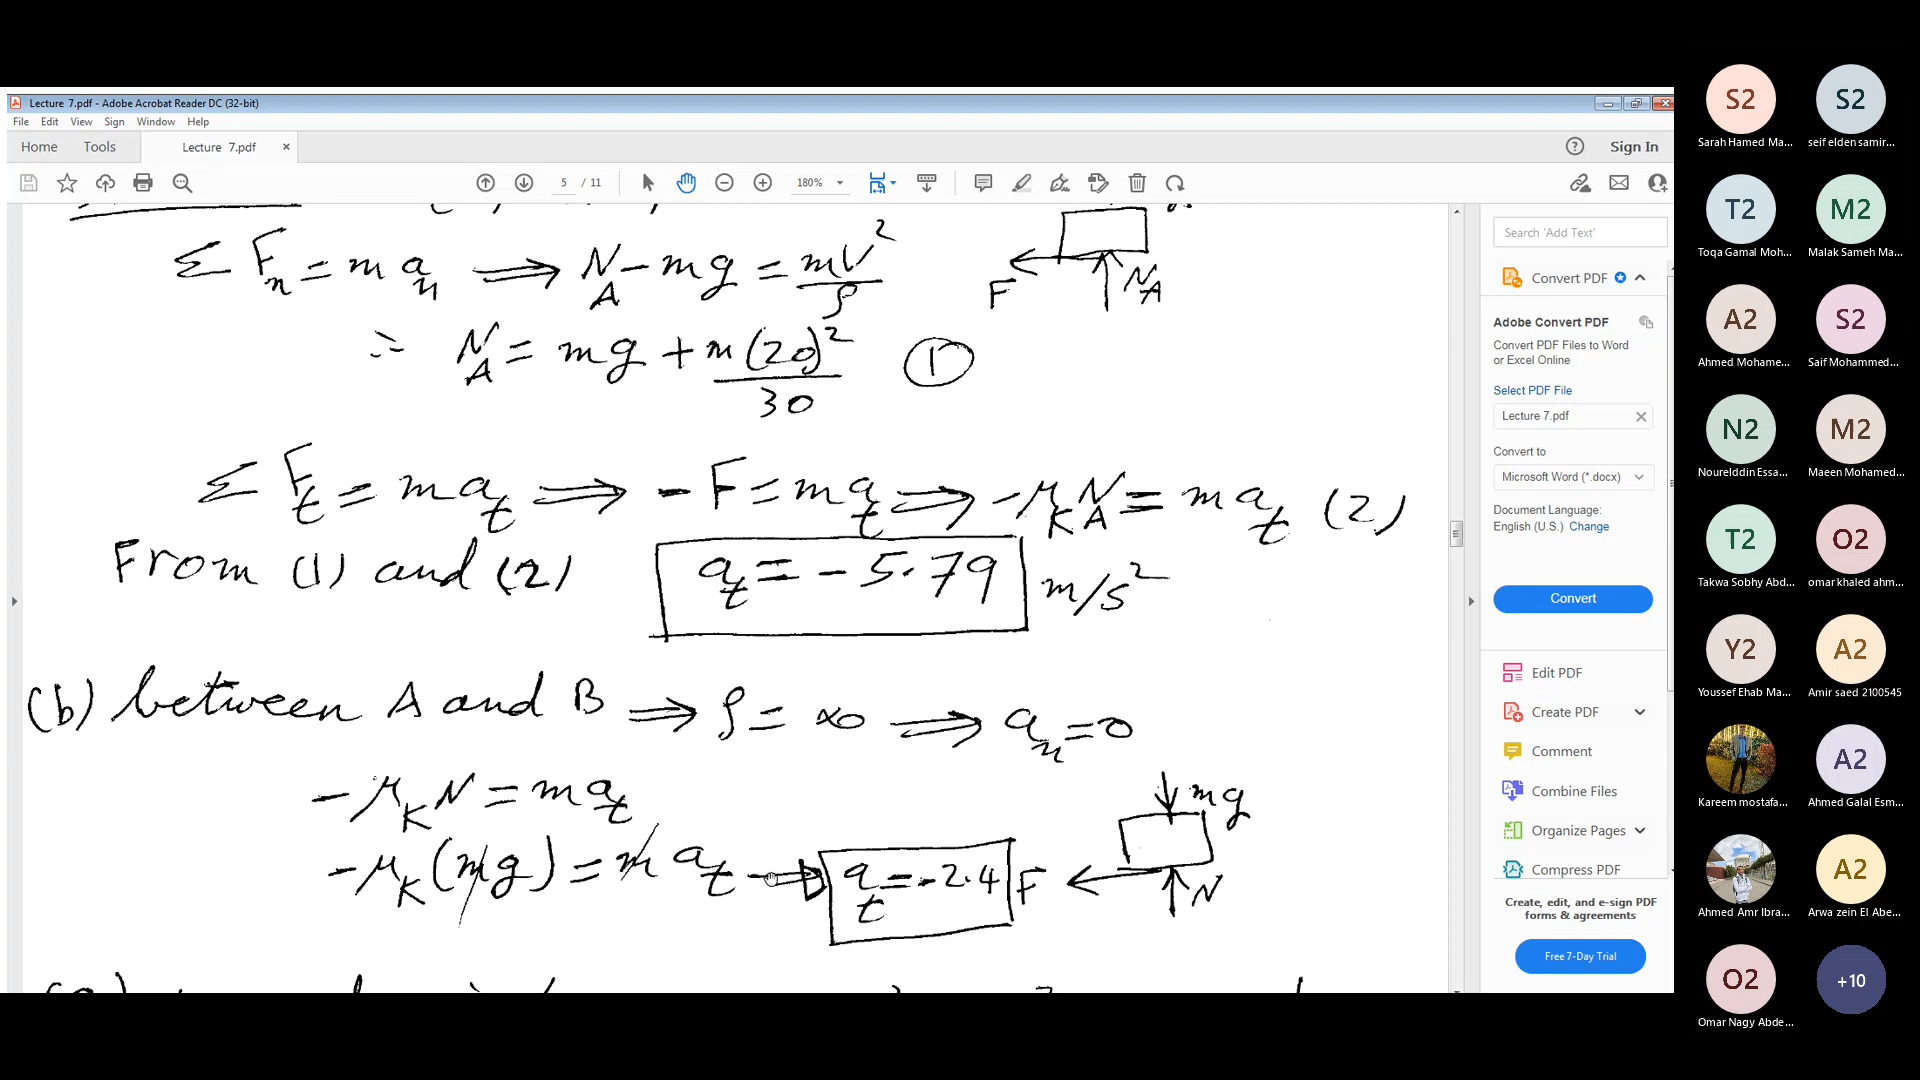 Lecture 7.pdf - Adobe Acrobat Reader DC (32-bit)
File Edit View Sign Window Help
Home Tools Lecture 7.pdf × Sign In
5 / 11 180%
Σ Fₙ = m aₙ ⟹ N_A - mg = mV²/ρ
F N_A
∴ N_A = mg + m(20)²/30 ①
Σ F_t = m a_t ⟹ - F = m a_t ⟹ - μ_K N_A = m a_t (2)
From (1) and (2) a_t = - 5.79 m/s²
(b) between A and B ⟹ ρ = ∞ ⟹ aₙ = 0
- μ_K N = m a_t
mg
- μ_K (mg) = m a_t ⟹ a_t = -2.4
F N
Search 'Add Text'
Convert PDF
Adobe Convert PDF
Convert PDF Files to Word
or Excel Online
Select PDF File
Lecture 7.pdf
Convert to
Microsoft Word (*.docx)
Document Language:
English (U.S.) Change
Convert
Edit PDF
Create PDF
Comment
Combine Files
Organize Pages
Compress PDF
Create, edit, and e-sign PDF
forms & agreements
Free 7-Day Trial
S2 S2
Sarah Hamed Ma... seif elden samir...
T2 M2
Toqa Gamal Moh... Malak Sameh Ma...
A2 S2
Ahmed Mohame... Saif Mohammed...
N2 M2
Nourelddin Essa... Maeen Mohamed...
T2 O2
Takwa Sobhy Abd... omar khaled ahm...
Y2 A2
Youssef Ehab Ma... Amir saed 2100545
A2
Kareem mostafa... Ahmed Galal Esm...
A2
Ahmed Amr Ibra... Arwa zein El Abe...
O2 +10
Omar Nagy Abde...